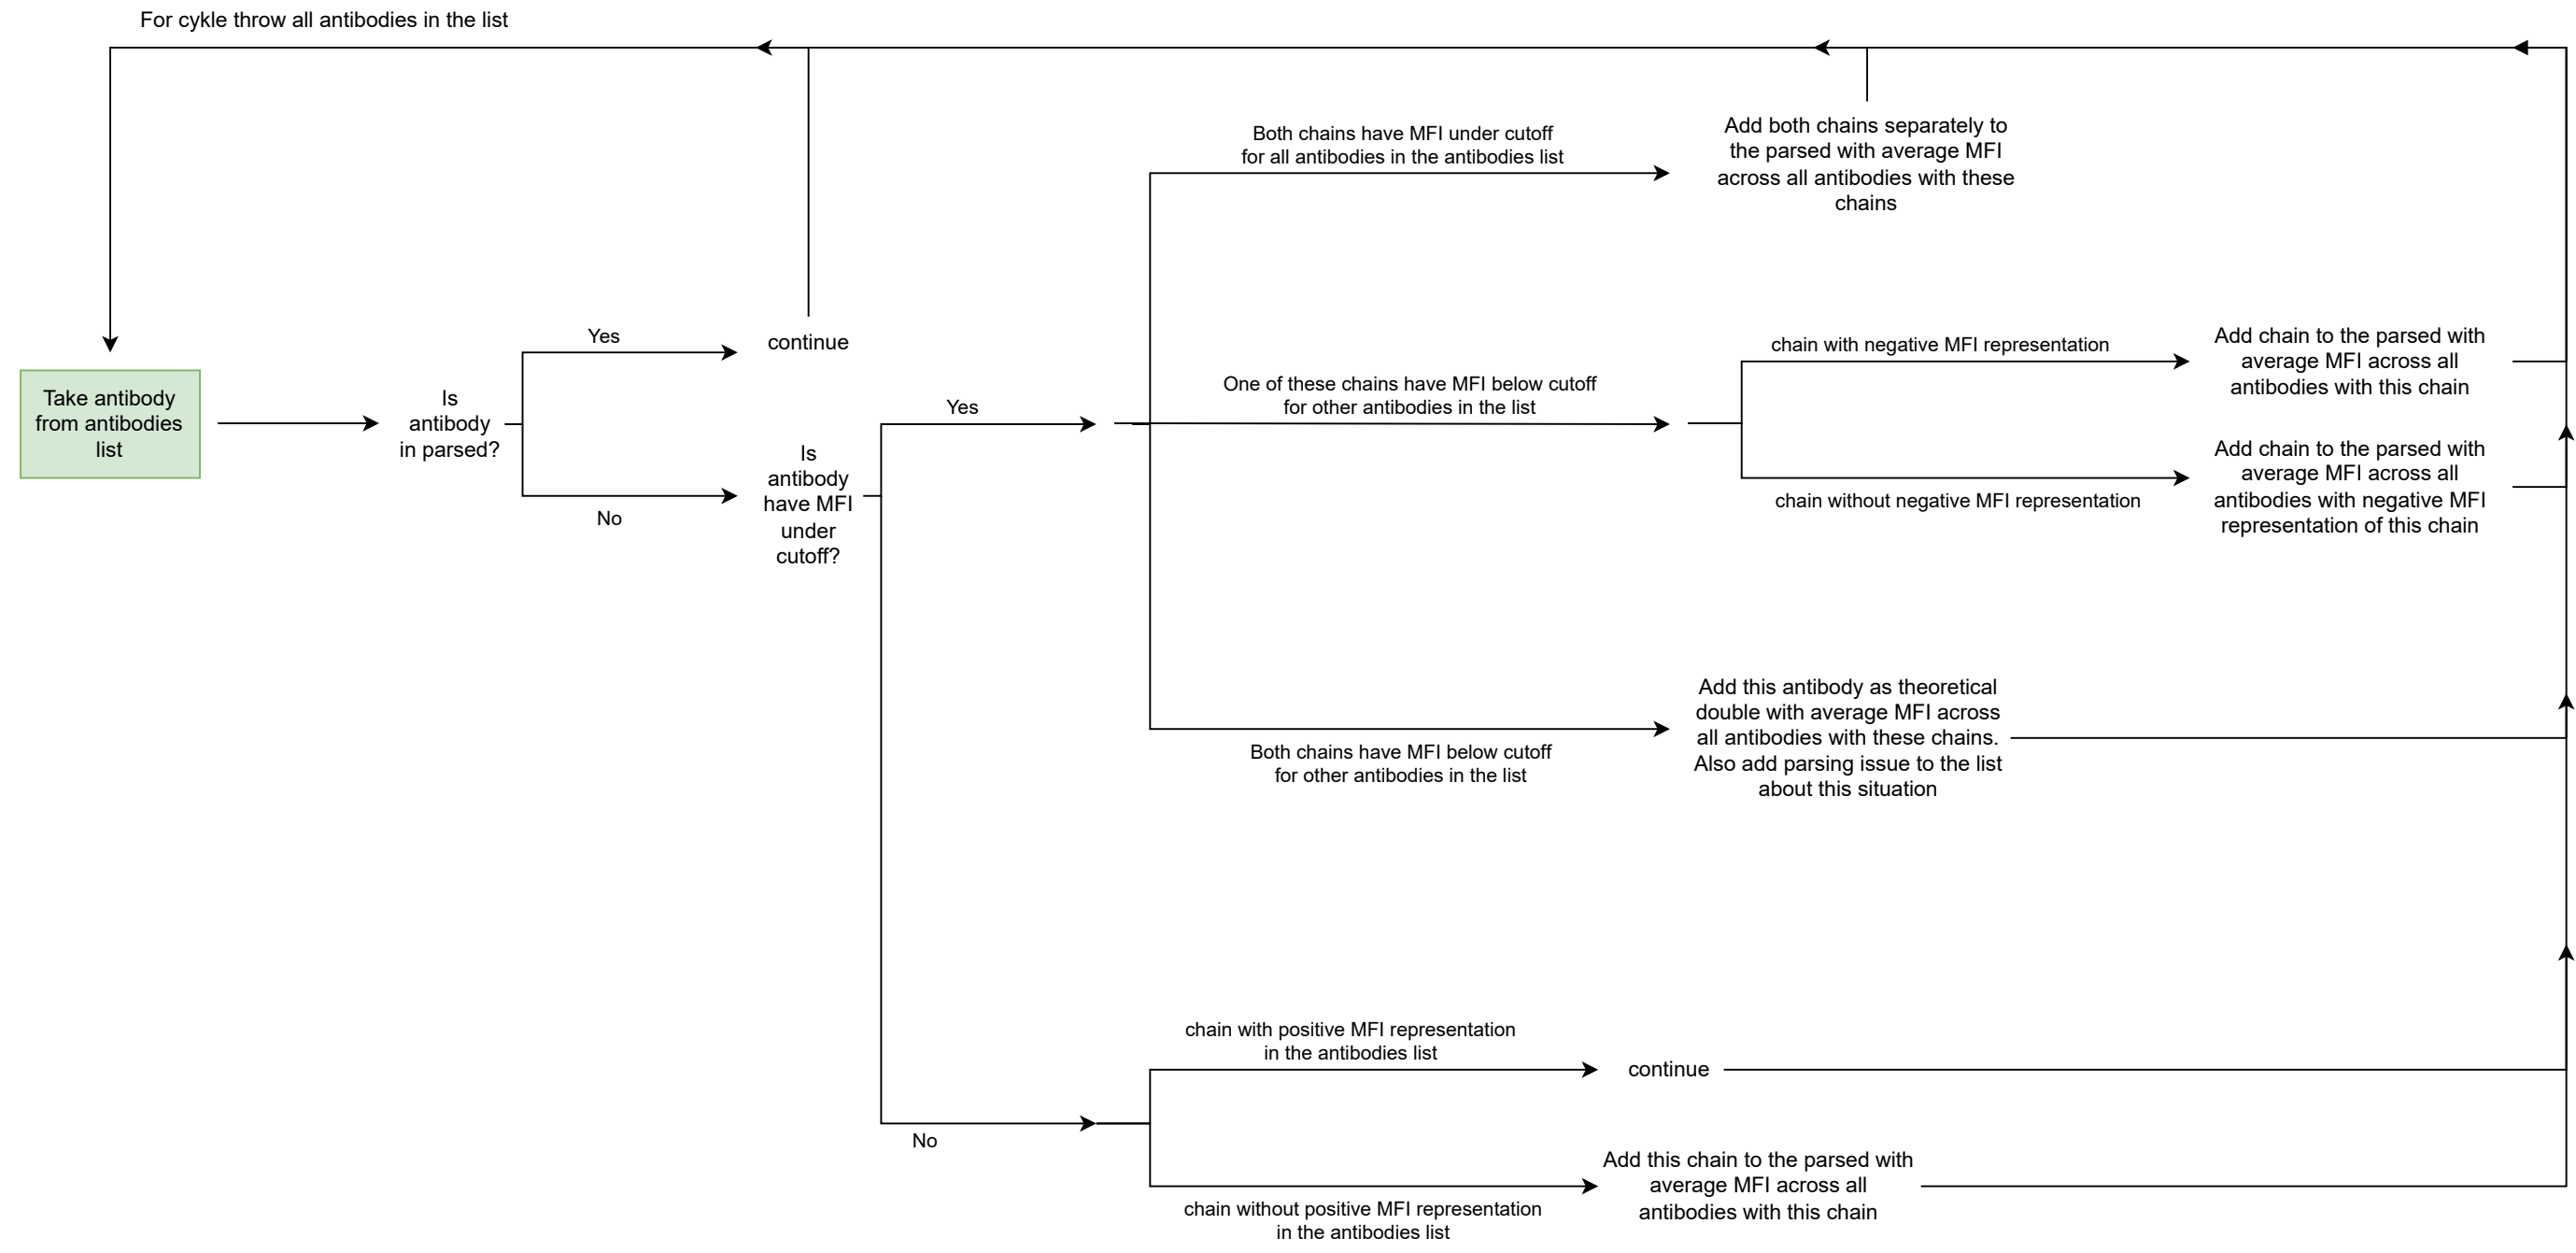 For cykle throw all antibodies in the list
Take antibody
from antibodies
list
Is
antibody
in parsed?
Yes
continue
No
Is
antibody
have MFI
under
cutoff?
Yes
Both chains have MFI under cutoff
for all antibodies in the antibodies list
Add both chains separately to
the parsed with average MFI
across all antibodies with these
chains
One of these chains have MFI below cutoff
for other antibodies in the list
chain with negative MFI representation
Add chain to the parsed with
average MFI across all
antibodies with this chain
chain without negative MFI representation
Add chain to the parsed with
average MFI across all
antibodies with negative MFI
representation of this chain
Both chains have MFI below cutoff
for other antibodies in the list
Add this antibody as theoretical
double with average MFI across
all antibodies with these chains.
Also add parsing issue to the list
about this situation
No
chain with positive MFI representation
in the antibodies list
continue
chain without positive MFI representation
in the antibodies list
Add this chain to the parsed with
average MFI across all
antibodies with this chain